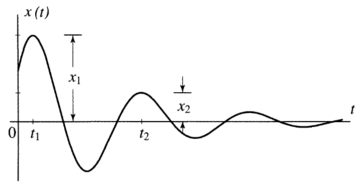 x(t)
x₁
x₂
t
0 t₁ t₂